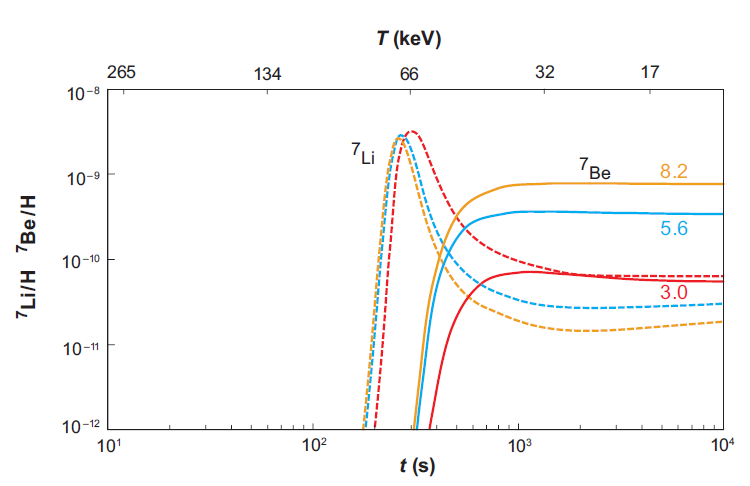 T (keV)
265 134 66 32 17
10⁻⁸
10⁻⁹
10⁻¹⁰
10⁻¹¹
10⁻¹²
⁷Li/H ⁷Be/H
⁷Li
⁷Be
8.2
5.6
3.0
10¹ 10² 10³ 10⁴
t (s)